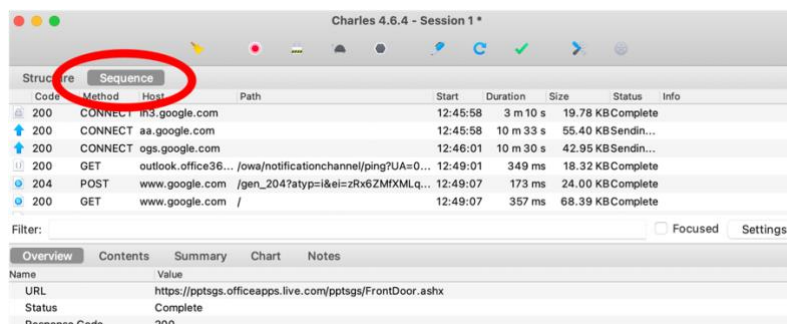 Charles 4.6.4 - Session 1 *
Structure Sequence
Code Method Host Path Start Duration Size Status Info
200 CONNECT lh3.google.com 12:45:58 3 m 10 s 19.78 KB Complete
200 CONNECT aa.google.com 12:45:58 10 m 33 s 55.40 KB Sendin...
200 CONNECT ogs.google.com 12:46:01 10 m 30 s 42.95 KB Sendin...
200 GET outlook.office36... /owa/notificationchannel/ping?UA=0... 12:49:01 349 ms 18.32 KB Complete
204 POST www.google.com /gen_204?atyp=i&ei=zRx6ZMfXMLq... 12:49:07 173 ms 24.00 KB Complete
200 GET www.google.com / 12:49:07 357 ms 68.39 KB Complete
Filter: Focused Settings
Overview Contents Summary Chart Notes
Name Value
URL https://pptsgs.officeapps.live.com/pptsgs/FrontDoor.ashx
Status Complete
Response Code 200